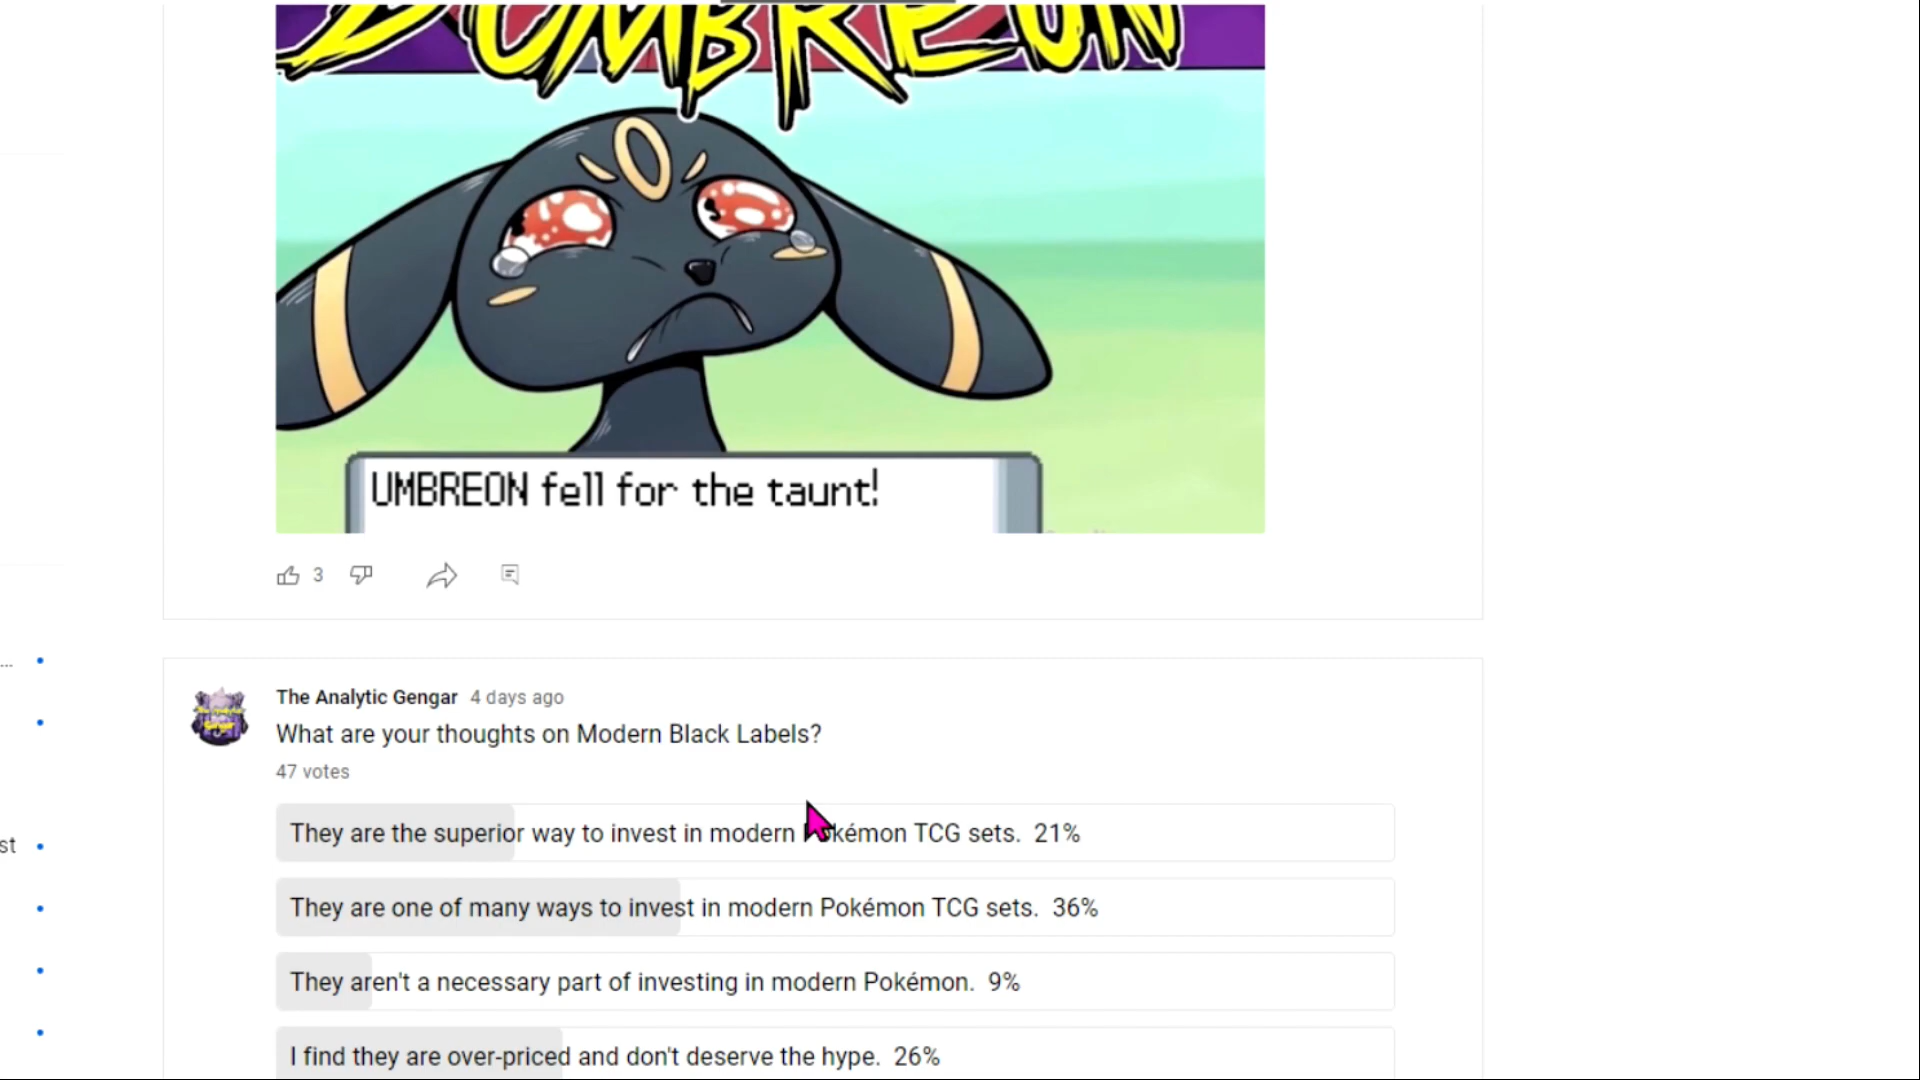 DUMBREON
UMBREON fell for the taunt!
3
...
The Analytic Gengar 4 days ago
What are your thoughts on Modern Black Labels?
47 votes
They are the superior way to invest in modern Pokémon TCG sets. 21%
They are one of many ways to invest in modern Pokémon TCG sets. 36%
st
They aren't a necessary part of investing in modern Pokémon. 9%
I find they are over-priced and don't deserve the hype. 26%